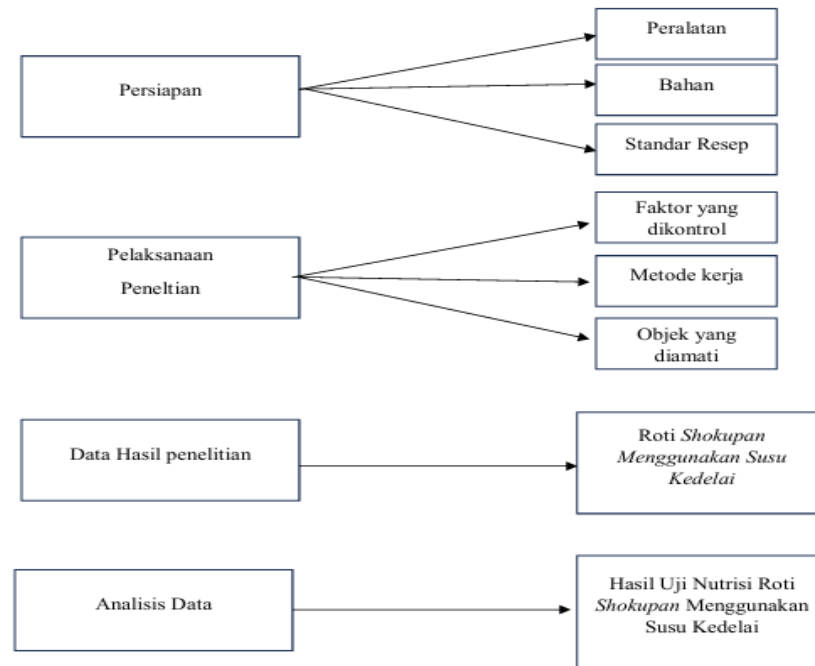 Persiapan
Peralatan
Bahan
Standar Resep
Pelaksanaan
Peneltian
Faktor yang
dikontrol
Metode kerja
Objek yang
diamati
Data Hasil penelitian
Roti Shokupan
Menggunakan Susu
Kedelai
Analisis Data
Hasil Uji Nutrisi Roti
Shokupan Menggunakan
Susu Kedelai